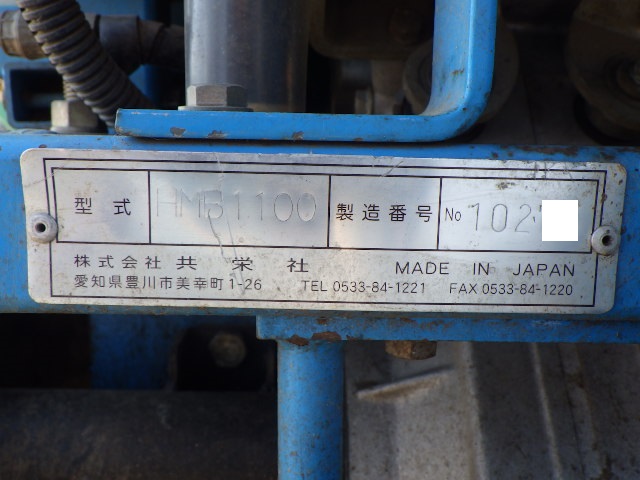 型式 HMB1100 製造番号 No 102
株式会社 共栄社 MADE IN JAPAN
愛知県豊川市美幸町1-26 TEL 0533-84-1221 FAX 0533-84-1220